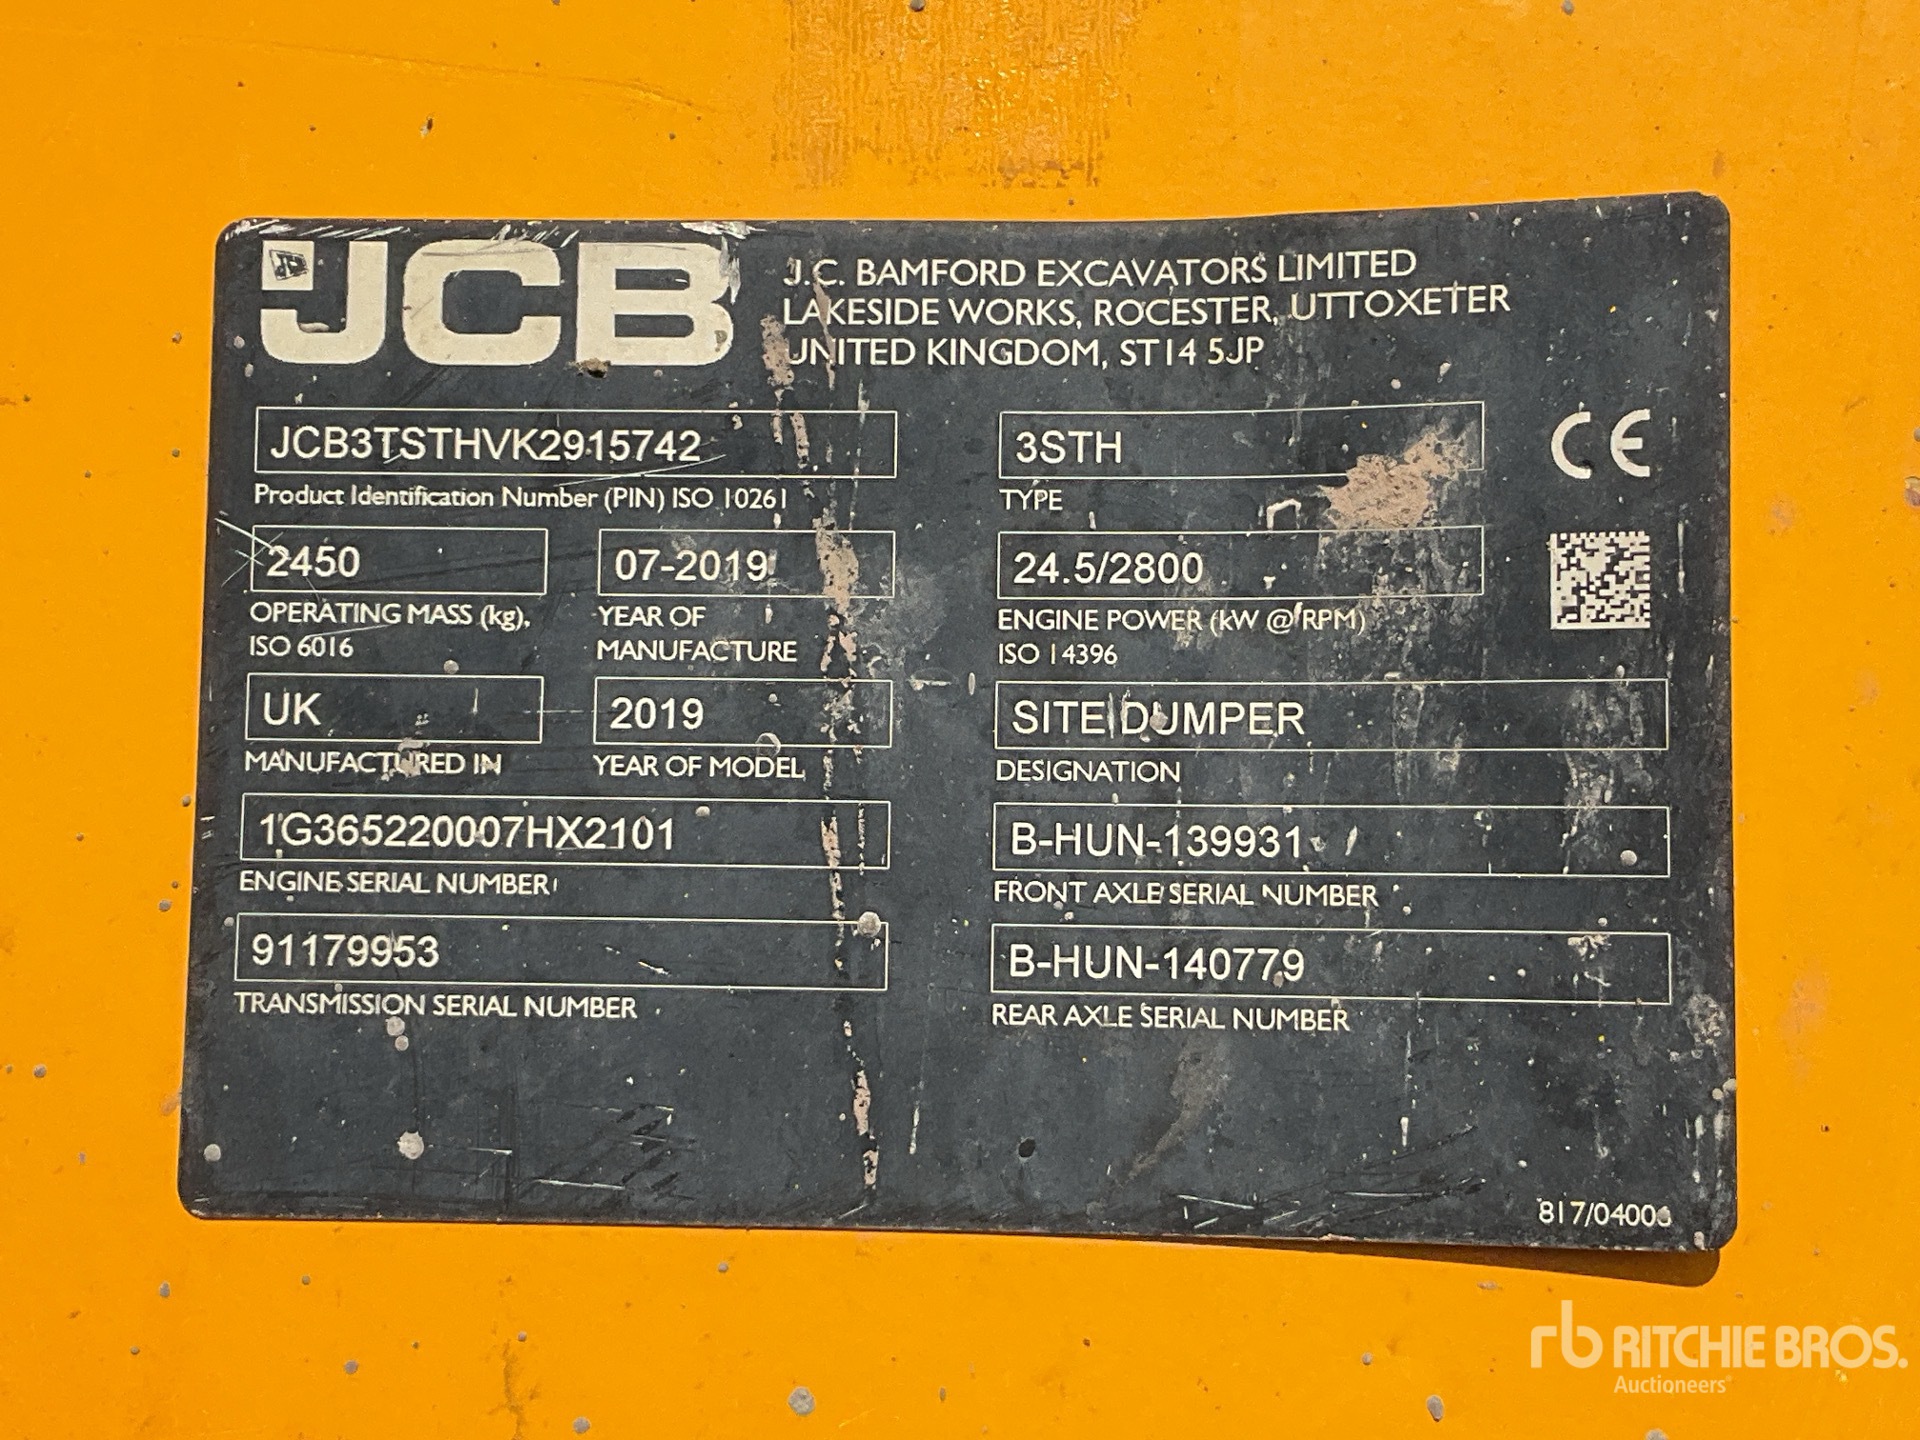 JCB
J.C. BAMFORD EXCAVATORS LIMITED
LAKESIDE WORKS, ROCESTER, UTTOXETER
UNITED KINGDOM, ST14 5JP
JCB3TSTHVK2915742
Product Identification Number (PIN) ISO 10261
3STH
TYPE
CE
2450
OPERATING MASS (kg),
ISO 6016
07-2019
YEAR OF
MANUFACTURE
24.5/2800
ENGINE POWER (kW @ RPM)
ISO 14396
UK
MANUFACTURED IN
2019
YEAR OF MODEL
SITE DUMPER
DESIGNATION
1G365220007HX2101
ENGINE SERIAL NUMBER
B-HUN-139931
FRONT AXLE SERIAL NUMBER
91179953
TRANSMISSION SERIAL NUMBER
B-HUN-140779
REAR AXLE SERIAL NUMBER
rb RITCHIE BROS.
Auctioneers